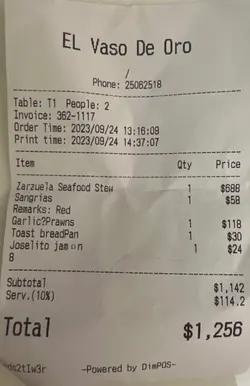 EL Vaso De Oro
/
Phone: 25062518
Table: T1 People: 2
Invoice: 362-1117
Order Time: 2023/09/24 13:16:09
Print time: 2023/09/24 14:37:07
Item Qty Price
Zarzuela Seafood Stew 1 $688
Sangrias 1 $58
Remarks: Red
Garlic?Prawns 1 $118
Toast breadPan 1 $30
Joselito jamon 1 $24
8
Subtotal $1,142
Serv.(10%) $114.2
Total $1,256
-Powered by DimPOS-